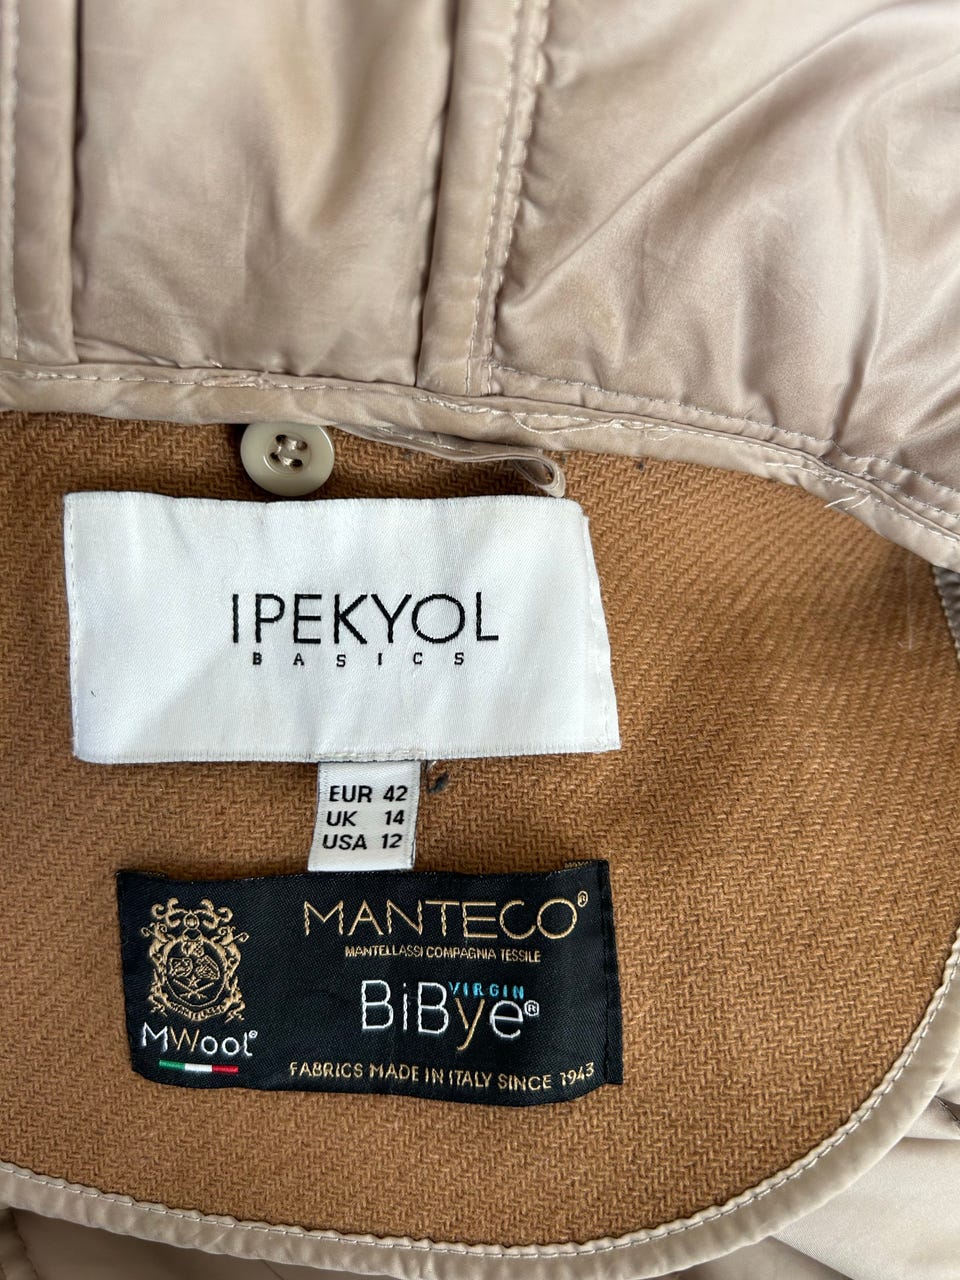 IPEKYOL
BASICS
EUR 42
UK 14
USA 12
MANTECO®
MANTELLASSI COMPAGNIA TESSILE
VIRGIN
BiBye®
MWool®
FABRICS MADE IN ITALY SINCE 1943